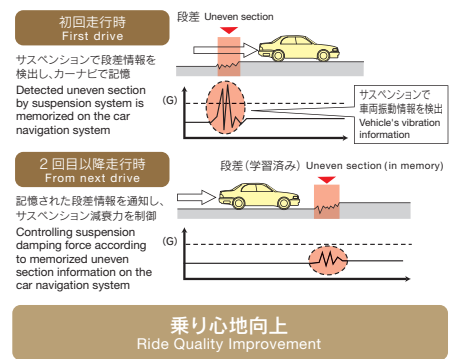 初回走行時
First drive
サスペンションで段差情報を
検出し、カーナビで記憶
Detected uneven section
by suspension system is
memorized on the car
navigation system
段差 Uneven section
(G)
サスペンションで
車両振動情報を検出
Vehicle's vibration
information
2回目以降走行時
From next drive
記憶された段差情報を通知し、
サスペンション減衰力を制御
Controlling suspension
damping force according
to memorized uneven
section information on the
car navigation system
段差(学習済み) Uneven section (in memory)
(G)
乗り心地向上
Ride Quality Improvement